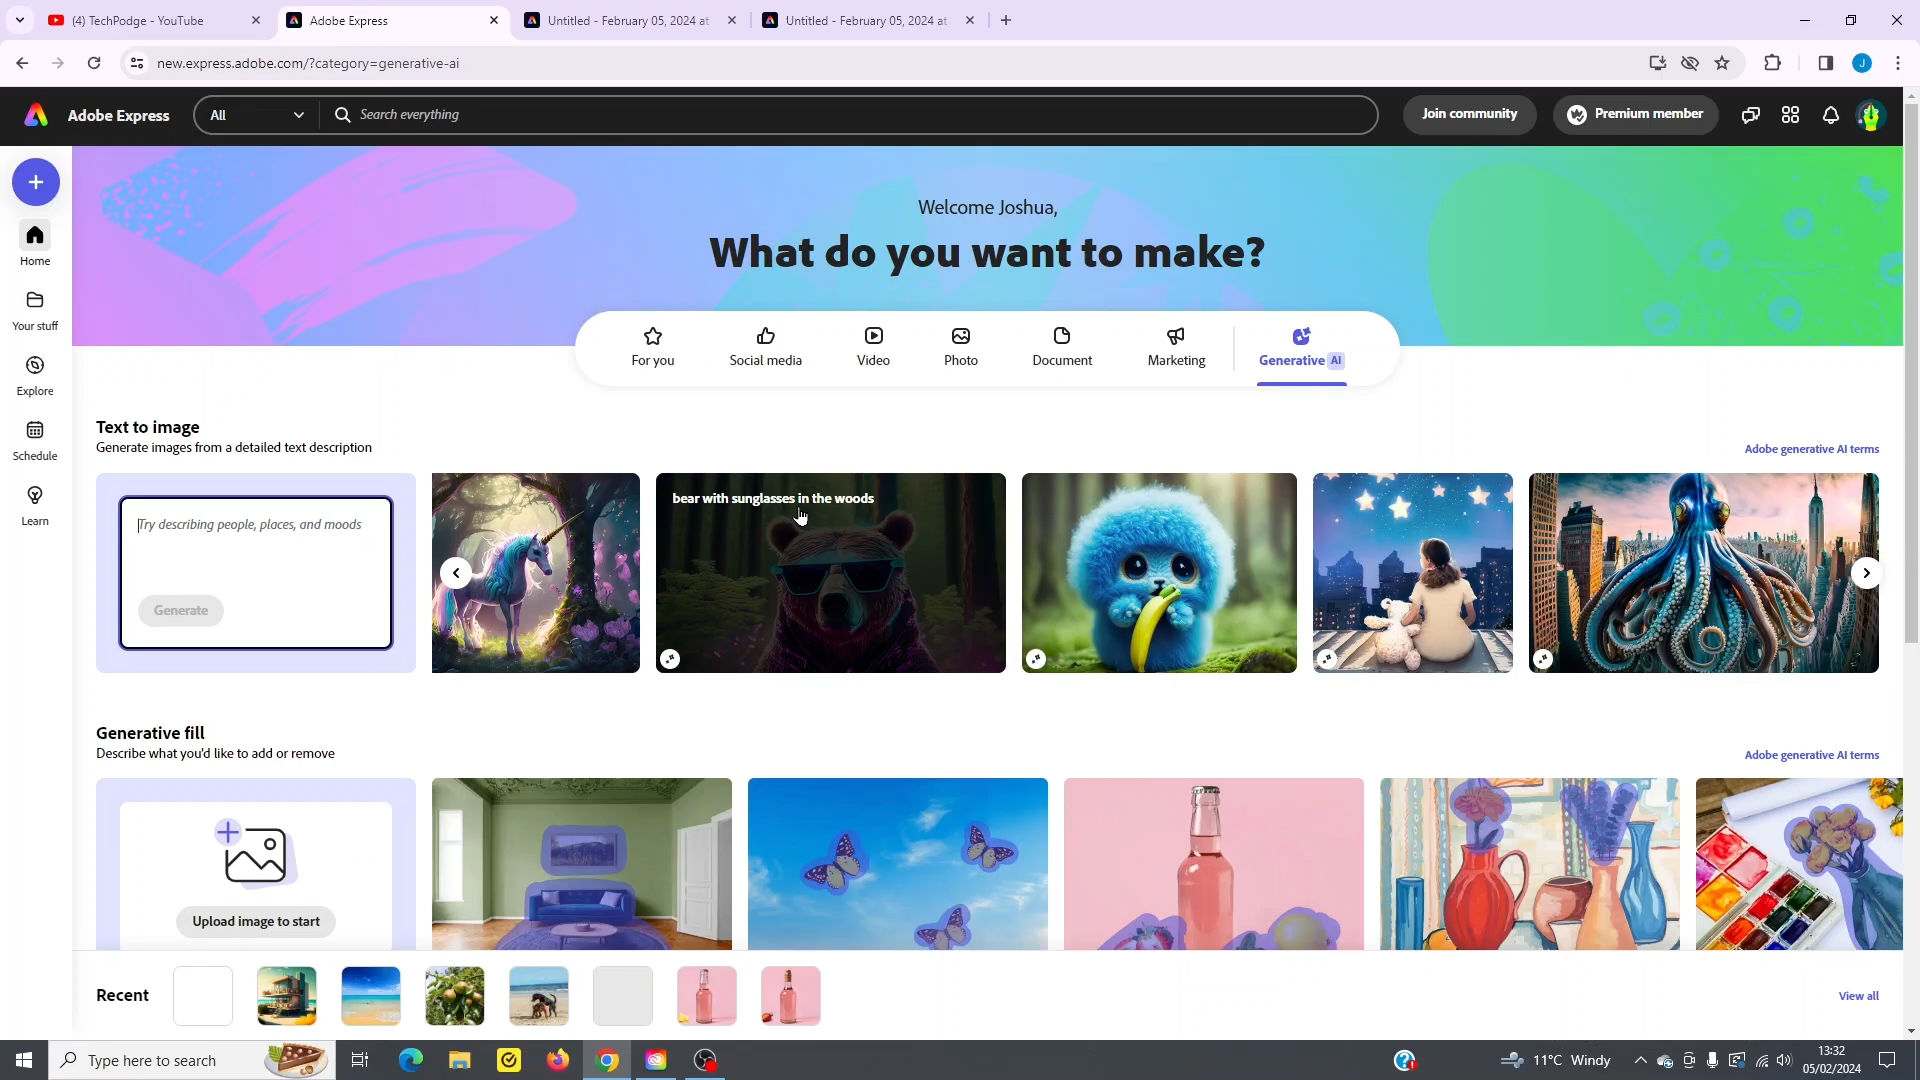 (4) TechPodge - YouTube
Adobe Express
Untitled - February 05, 2024 at
Untitled - February 05, 2024 at
new.express.adobe.com/?category=generative-ai
J
Adobe Express
All
Search everything
Join community
Premium member
Home
Your stuff
Explore
Schedule
Learn
Welcome Joshua,
What do you want to make?
For you
Social media
Video
Photo
Document
Marketing
Generative AI
Text to image
Generate images from a detailed text description
Adobe generative AI terms
Try describing people, places, and moods
Generate
bear with sunglasses in the woods
Generative fill
Describe what you'd like to add or remove
Adobe generative AI terms
Upload image to start
Recent
View all
Type here to search
11°C Windy
13:32
05/02/2024